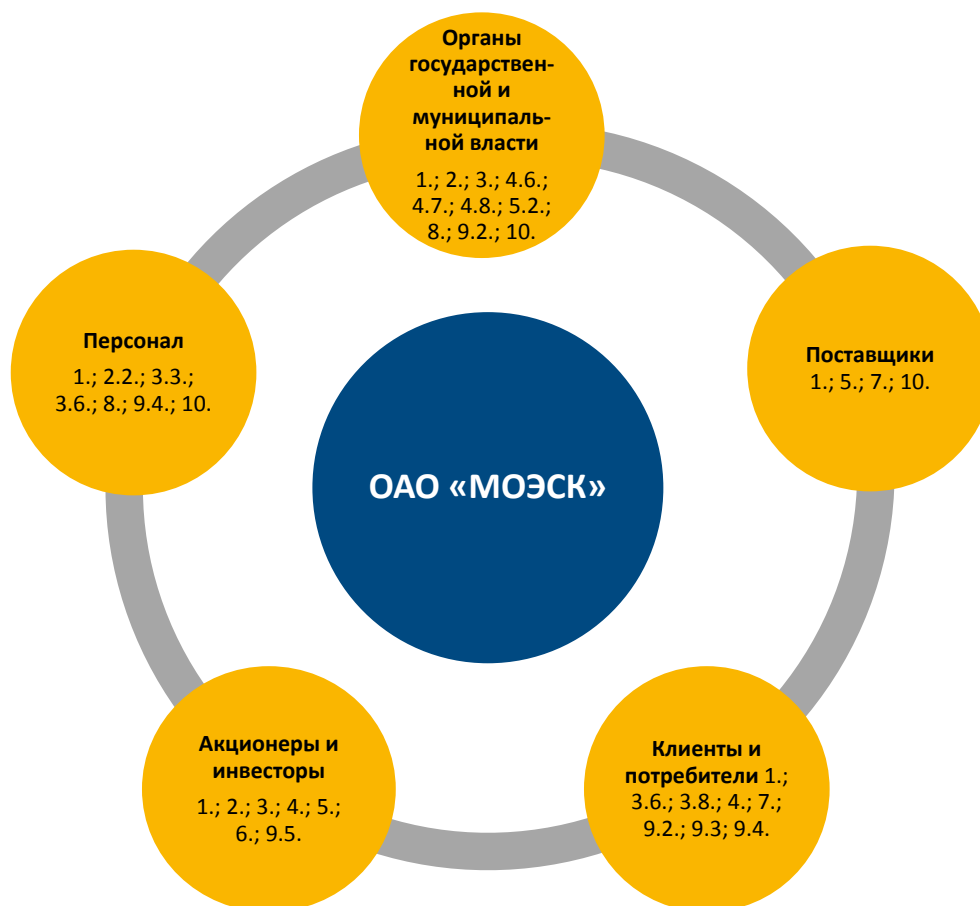 Органы
государствен-
ной и
муниципаль-
ной власти
1.; 2.; 3.; 4.6.;
4.7.; 4.8.; 5.2.;
8.; 9.2.; 10.
Персонал
1.; 2.2.; 3.3.;
3.6.; 8.; 9.4.; 10.
Поставщики
1.; 5.; 7.; 10.
ОАО «МОЭСК»
Акционеры и
инвесторы
1.; 2.; 3.; 4.; 5.;
6.; 9.5.
Клиенты и
потребители 1.;
3.6.; 3.8.; 4.; 7.;
9.2.; 9.3; 9.4.